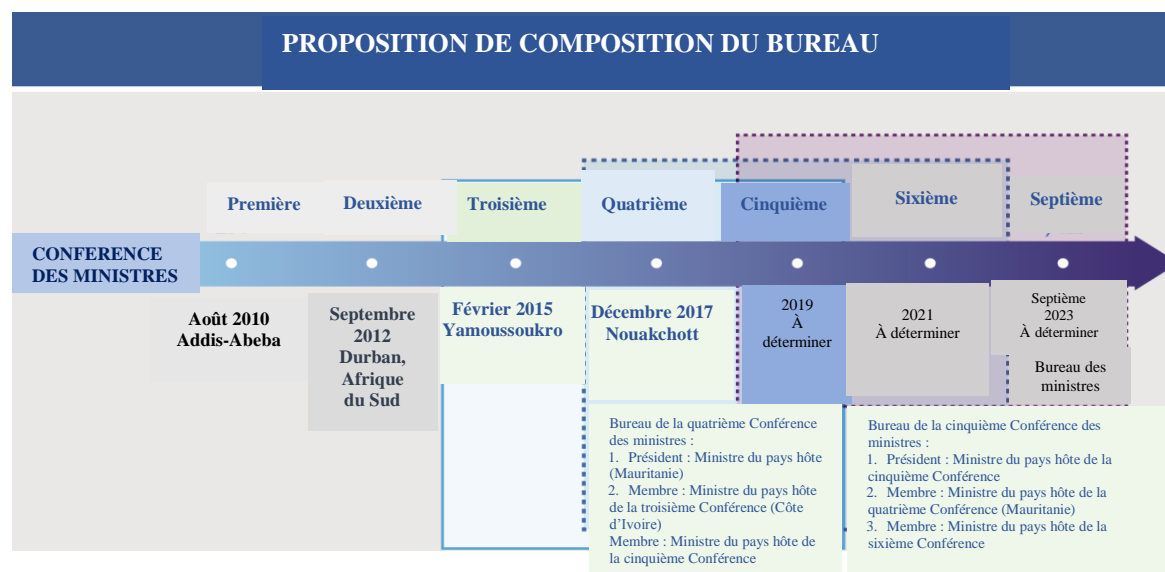 PROPOSITION DE COMPOSITION DU BUREAU
Première
Deuxième
Troisième
Quatrième
Cinquième
Sixième
Septième
CONFERENCE
DES MINISTRES
Août 2010
Addis-Abeba
Septembre
2012
Durban,
Afrique
du Sud
Février 2015
Yamoussoukro
Décembre 2017
Nouakchott
2019
À
déterminer
2021
À déterminer
Septième
2023
À déterminer
Bureau des
ministres
Bureau de la quatrième Conférence
des ministres :
1. Président : Ministre du pays hôte
(Mauritanie)
2. Membre : Ministre du pays hôte
de la troisième Conférence (Côte
d'Ivoire)
Membre : Ministre du pays hôte de
la cinquième Conférence
Bureau de la cinquième Conférence des
ministres :
1. Président : Ministre du pays hôte de la
cinquième Conférence
2. Membre : Ministre du pays hôte de la
quatrième Conférence (Mauritanie)
3. Membre : Ministre du pays hôte de la
sixième Conférence